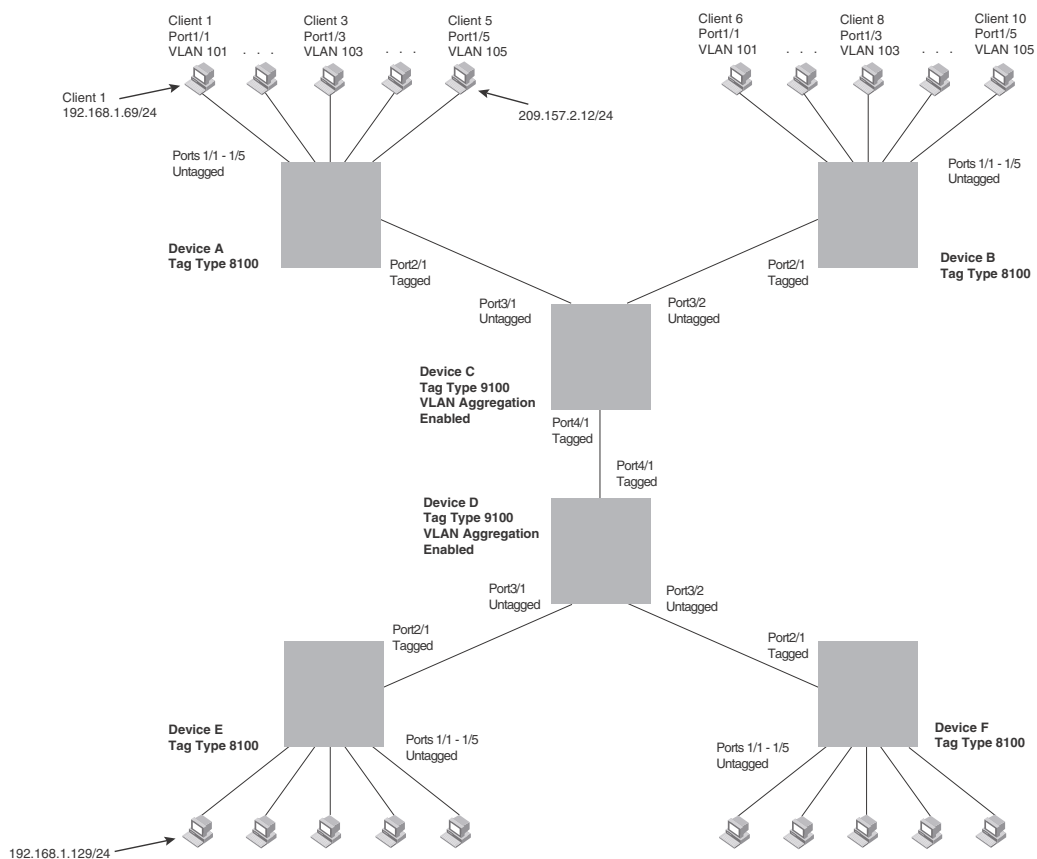 Client 1
Port1/1
VLAN 101
. . .
Client 3
Port1/3
VLAN 103
. . .
Client 5
Port1/5
VLAN 105
Client 6
Port1/1
VLAN 101
. . .
Client 8
Port1/3
VLAN 103
. . .
Client 10
Port1/5
VLAN 105
Client 1
192.168.1.69/24
209.157.2.12/24
Ports 1/1 - 1/5
Untagged
Ports 1/1 - 1/5
Untagged
Device A
Tag Type 8100
Port2/1
Tagged
Port2/1
Tagged
Device B
Tag Type 8100
Port3/1
Untagged
Port3/2
Untagged
Device C
Tag Type 9100
VLAN Aggregation
Enabled
Port4/1
Tagged
Port4/1
Tagged
Device D
Tag Type 9100
VLAN Aggregation
Enabled
Port3/1
Untagged
Port3/2
Untagged
Port2/1
Tagged
Port2/1
Tagged
Device E
Tag Type 8100
Ports 1/1 - 1/5
Untagged
Ports 1/1 - 1/5
Untagged
Device F
Tag Type 8100
192.168.1.129/24